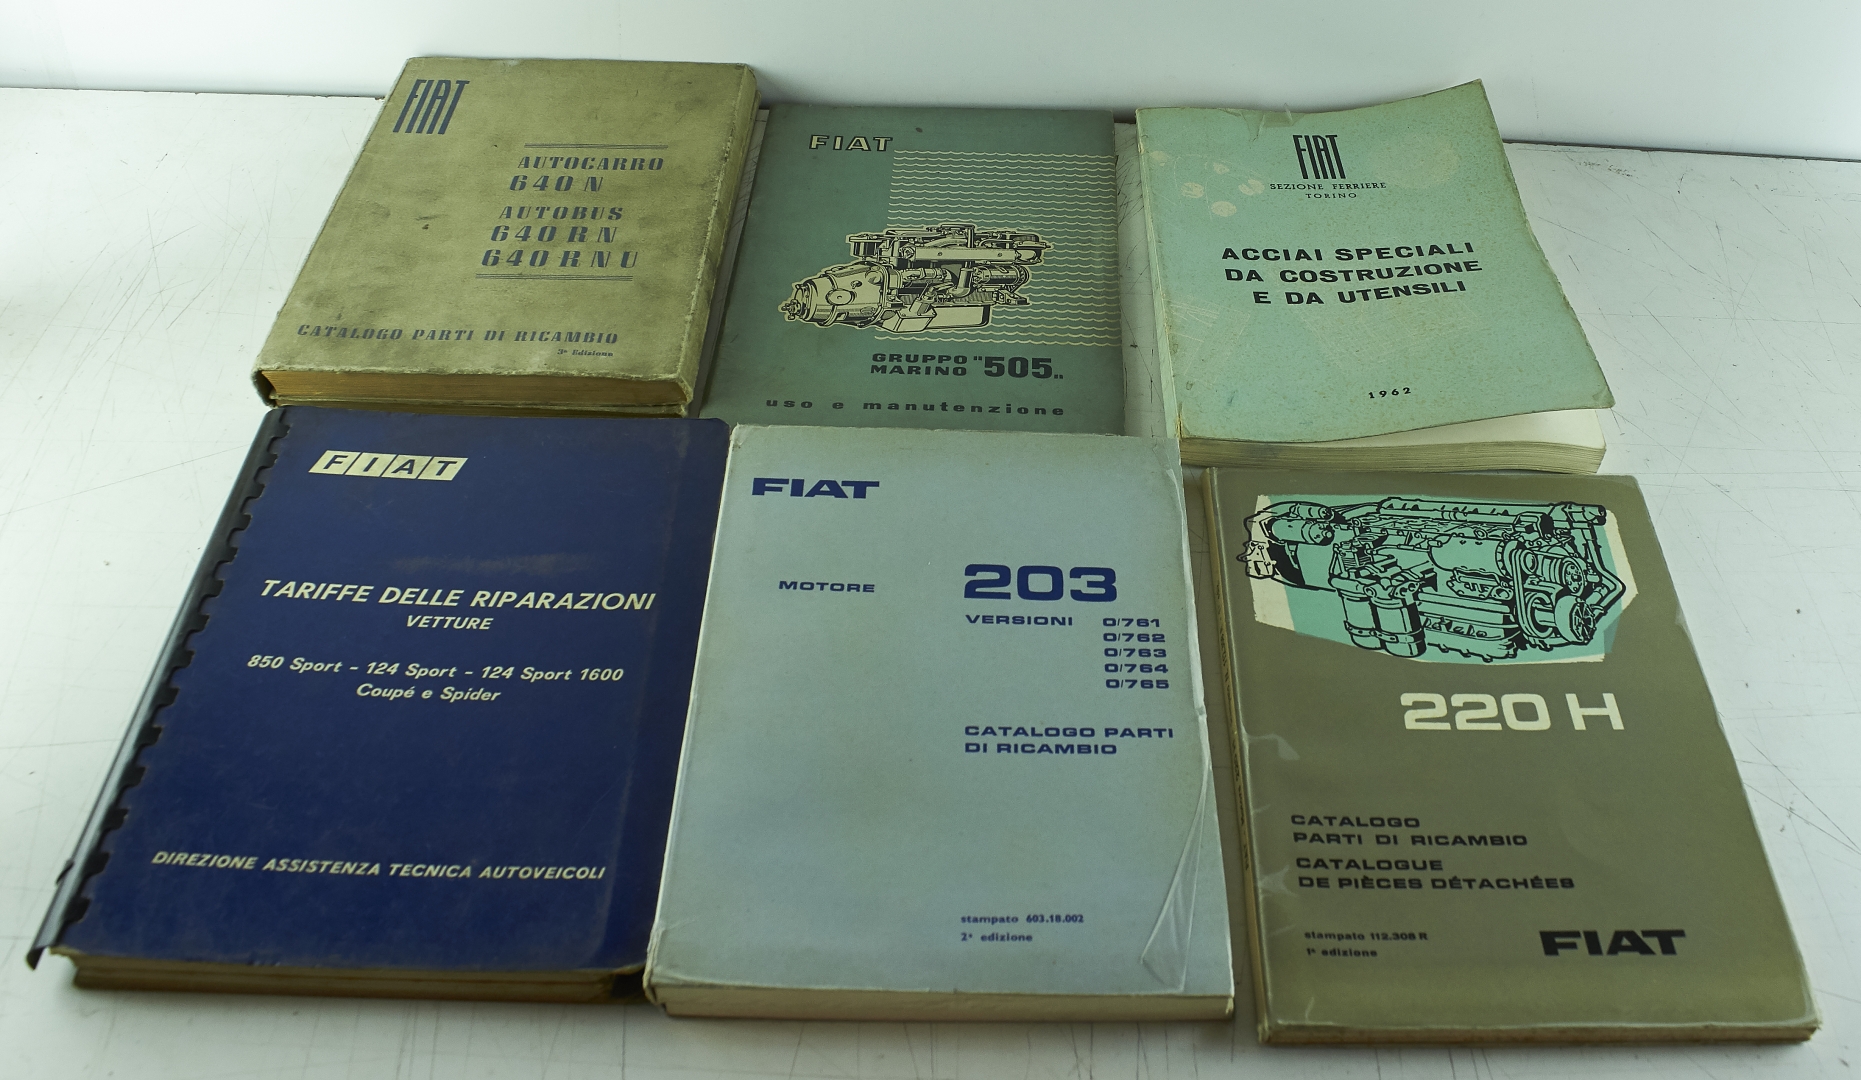 FIAT
AUTOCARRO
640 N
AUTOBUS
640 RN
640 RNU
CATALOGO PARTI DI RICAMBIO
3ª Edizione
FIAT
GRUPPO "505„
MARINO
uso e manutenzione
FIAT
SEZIONE FERRIERE
TORINO
ACCIAI SPECIALI
DA COSTRUZIONE
E DA UTENSILI
1962
FIAT
TARIFFE DELLE RIPARAZIONI
VETTURE
850 Sport - 124 Sport - 124 Sport 1600
Coupé e Spider
DIREZIONE ASSISTENZA TECNICA AUTOVEICOLI
FIAT
MOTORE 203
VERSIONI 0/761
0/762
0/763
0/764
0/765
CATALOGO PARTI
DI RICAMBIO
stampato 603.18.002
2ª edizione
220 H
CATALOGO
PARTI DI RICAMBIO
CATALOGUE
DE PIÈCES DÉTACHÉES
stampato 112.308 R
1ª edizione
FIAT